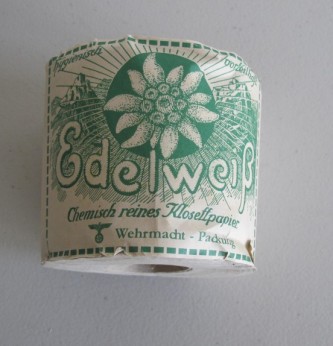 Edelweiß
Chemisch reines Klosettpapier
Wehrmacht - Packung